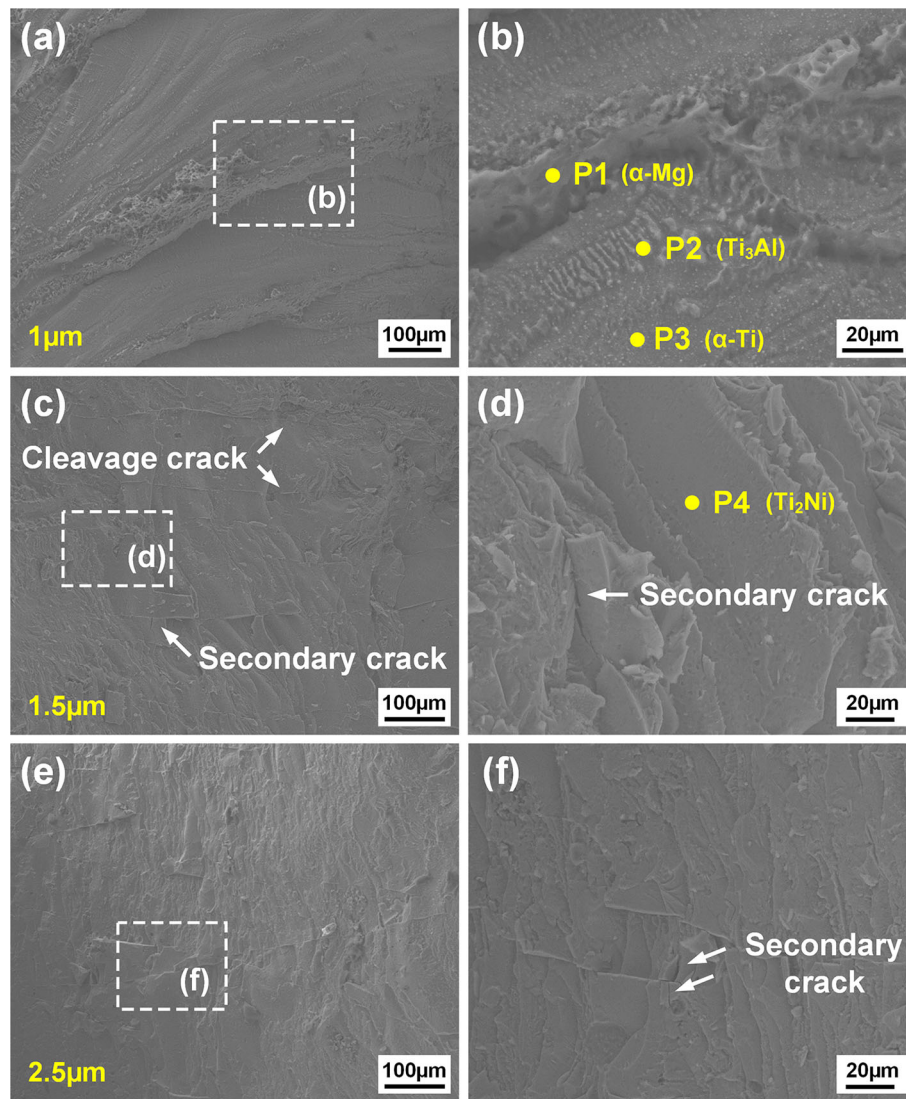 (a)
(b)
1μm
100μm
(b)
P1 (α-Mg)
P2 (Ti₃Al)
P3 (α-Ti)
20μm
(c)
Cleavage crack
(d)
Secondary crack
1.5μm
100μm
(d)
P4 (Ti₂Ni)
Secondary crack
20μm
(e)
(f)
2.5μm
100μm
(f)
Secondary
crack
20μm